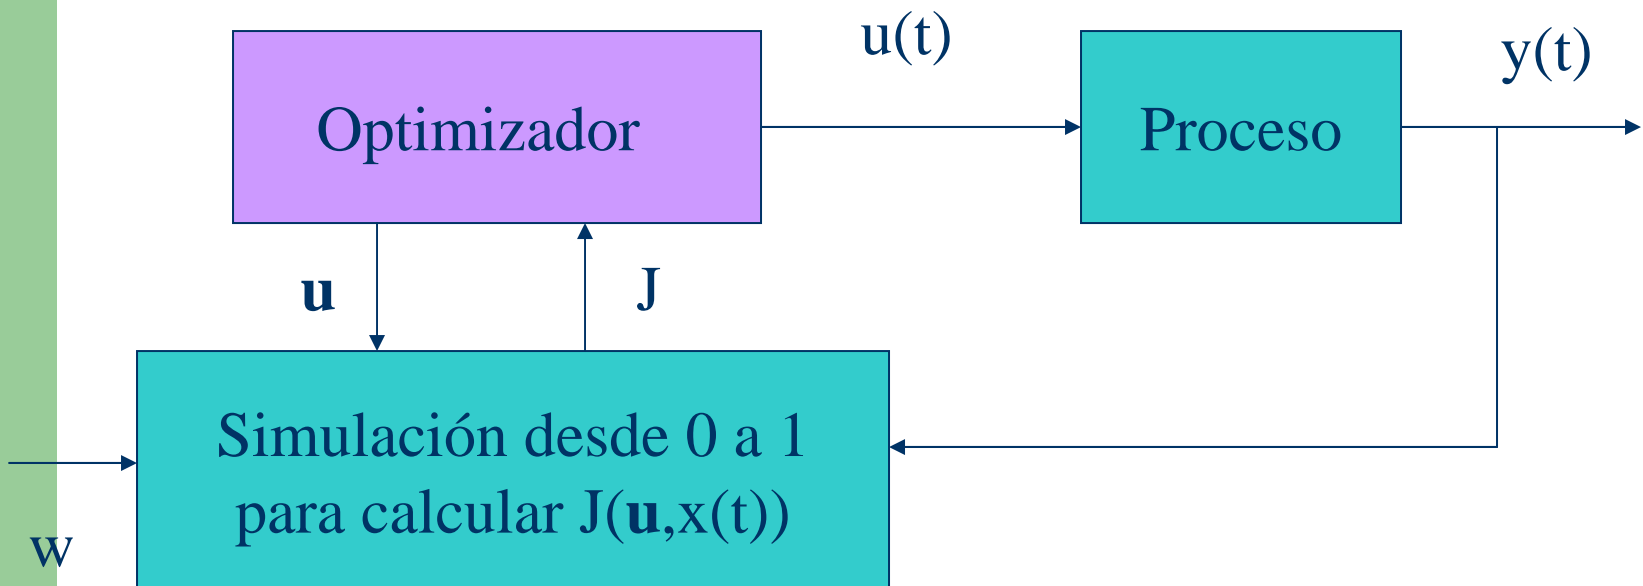 u(t)
y(t)
Optimizador
Proceso
u
J
Simulación desde 0 a 1
para calcular J(u,x(t))
w